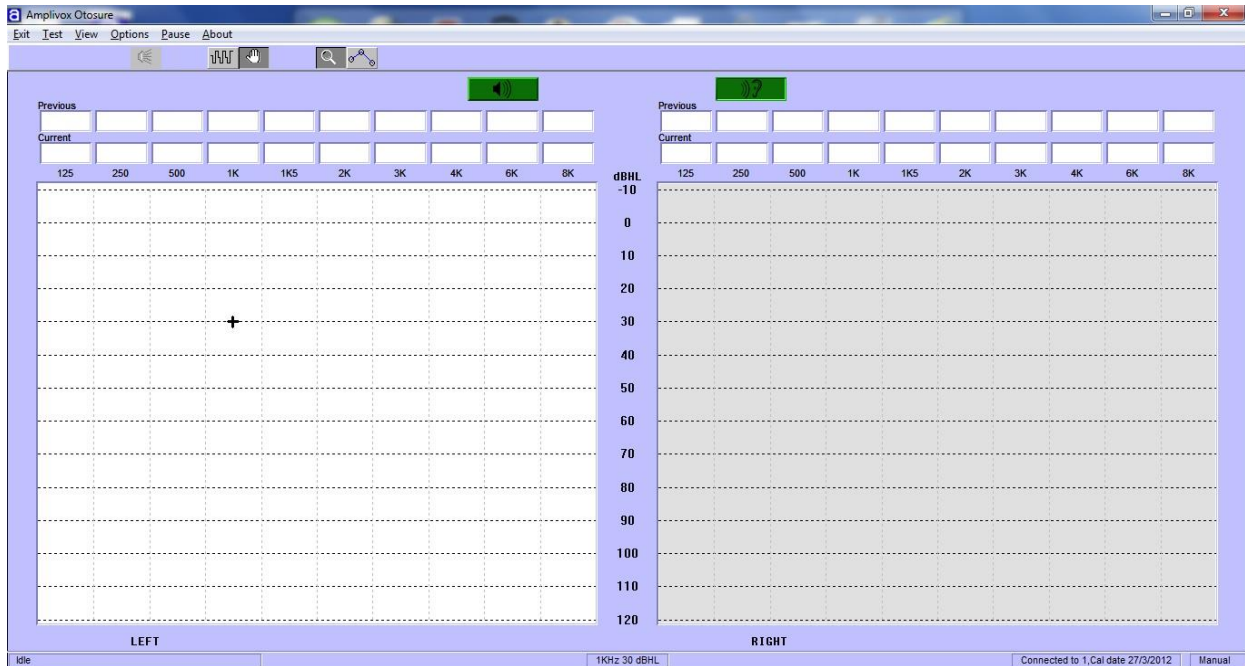 Amplivox Otosure
Exit Test View Options Pause About
Previous Previous
Current Current
125 250 500 1K 1K5 2K 3K 4K 6K 8K dBHL 125 250 500 1K 1K5 2K 3K 4K 6K 8K
-10
0
10
20
30
40
50
60
70
80
90
100
110
120
LEFT RIGHT
Idle 1KHz 30 dBHL Connected to 1,Cal date 27/3/2012 Manual